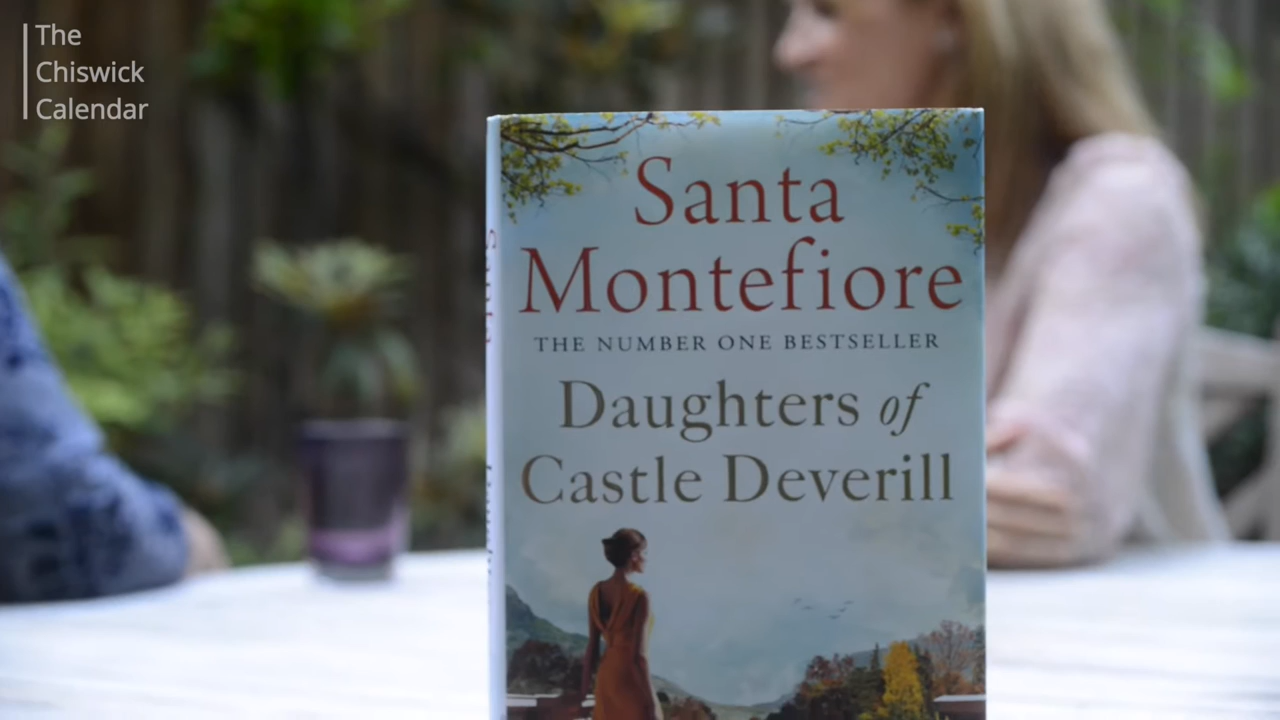 The
Chiswick
Calendar
Santa
Montefiore
THE NUMBER ONE BESTSELLER
Daughters of
Castle Deverill